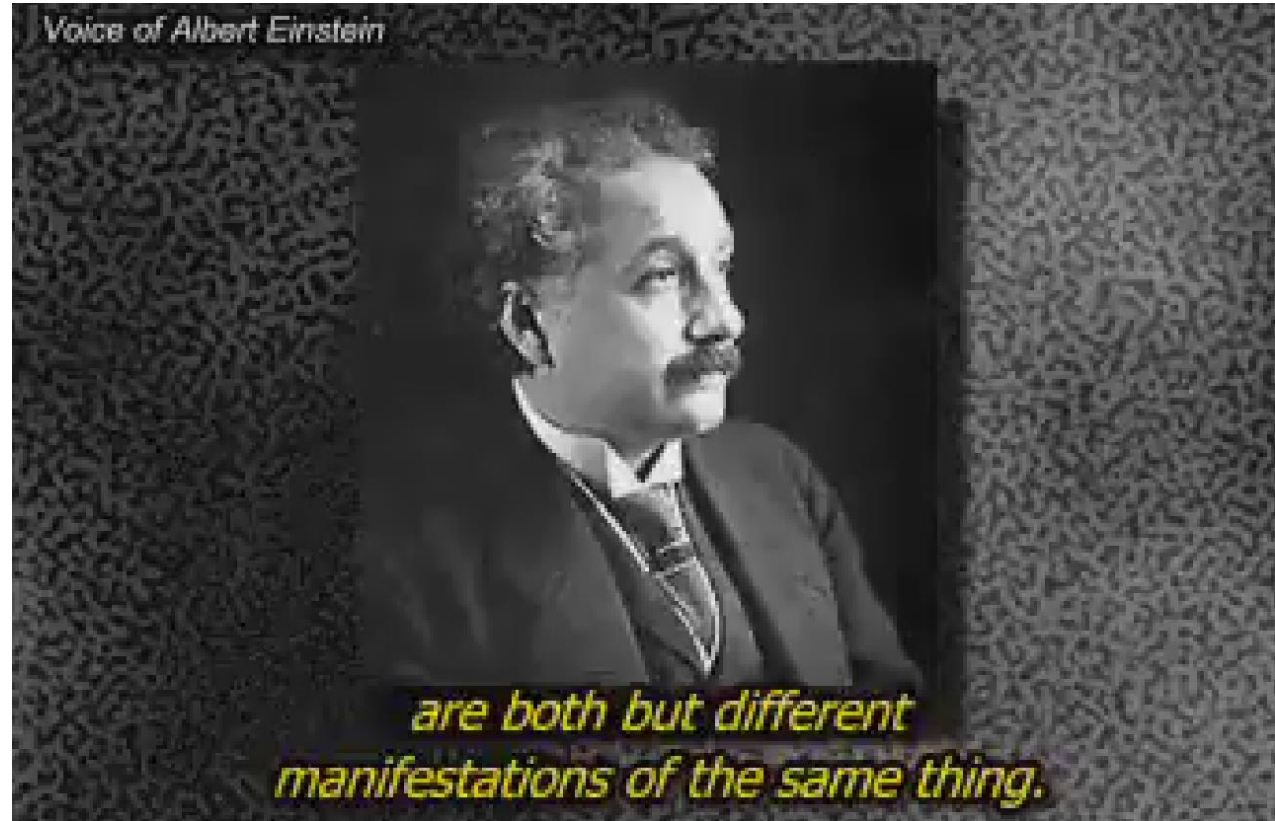 Voice of Albert Einstein
are both but different
manifestations of the same thing.